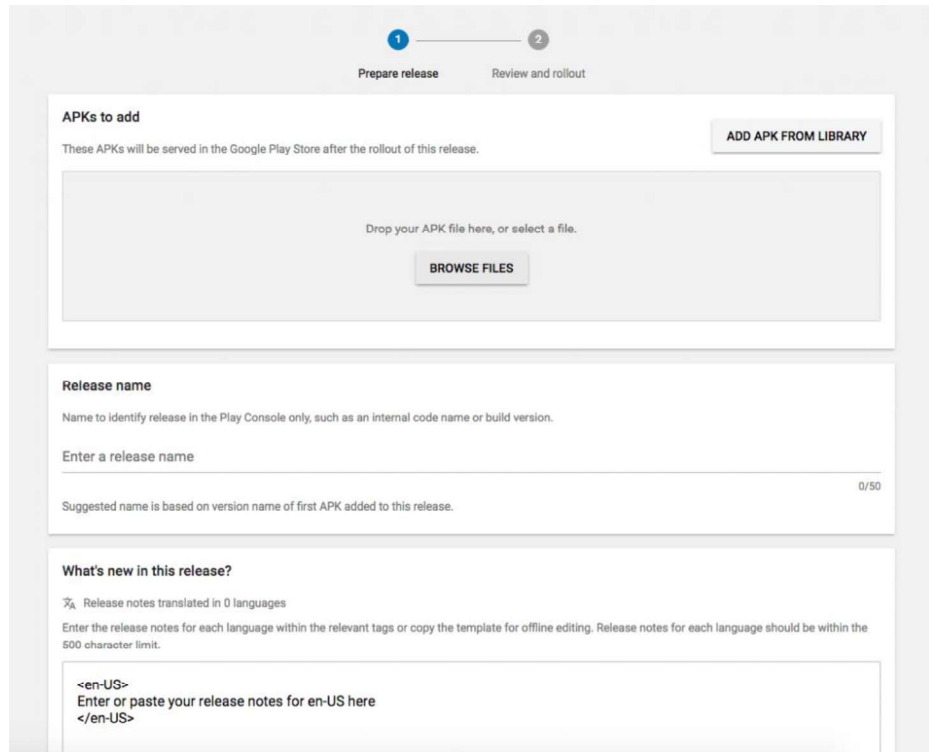 1
2
Prepare release
Review and rollout
APKs to add
ADD APK FROM LIBRARY
These APKs will be served in the Google Play Store after the rollout of this release.
Drop your APK file here, or select a file.
BROWSE FILES
Release name
Name to identify release in the Play Console only, such as an internal code name or build version.
Enter a release name
0/50
Suggested name is based on version name of first APK added to this release.
What's new in this release?
Release notes translated in 0 languages
Enter the release notes for each language within the relevant tags or copy the template for offline editing. Release notes for each language should be within the
500 character limit.
<en-US>
Enter or paste your release notes for en-US here
</en-US>